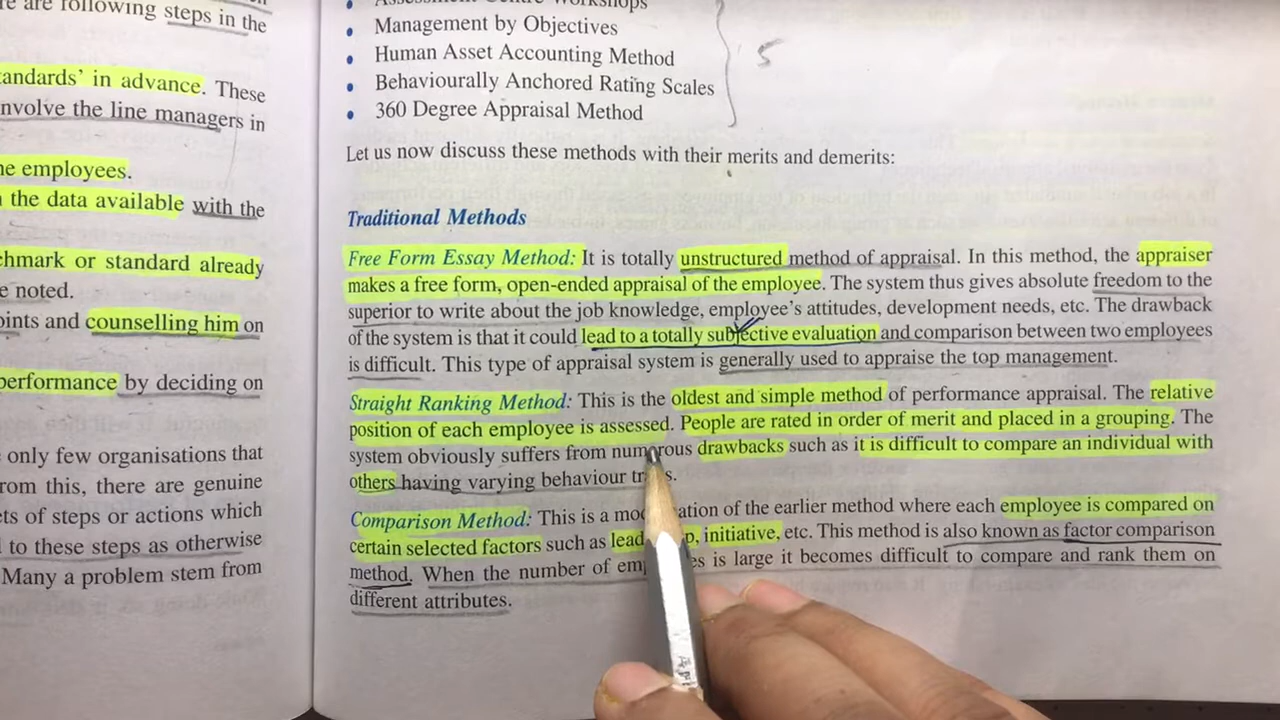 steps in the
standards' in advance. These
involve the line managers in
employees.
the data available with the
or standard already
noted.
and counselling him on
performance by deciding on
only few organisations that
from this, there are genuine
of steps or actions which
to these steps as otherwise
Many a problem stem from
• Management by Objectives
• Human Asset Accounting Method
• Behaviourally Anchored Rating Scales
• 360 Degree Appraisal Method
5
Let us now discuss these methods with their merits and demerits:
Traditional Methods
Free Form Essay Method: It is totally unstructured method of appraisal. In this method, the appraiser
makes a free form, open-ended appraisal of the employee. The system thus gives absolute freedom to the
superior to write about the job knowledge, employee's attitudes, development needs, etc. The drawback
of the system is that it could lead to a totally subjective evaluation and comparison between two employees
is difficult. This type of appraisal system is generally used to appraise the top management.
Straight Ranking Method: This is the oldest and simple method of performance appraisal. The relative
position of each employee is assessed. People are rated in order of merit and placed in a grouping. The
system obviously suffers from numerous drawbacks such as it is difficult to compare an individual with
others having varying behaviour
Comparison Method: This is a of the earlier method where each employee is compared on
certain selected factors such as initiative, etc. This method is also known as factor comparison
method. When the number of is large it becomes difficult to compare and rank them on
different attributes.